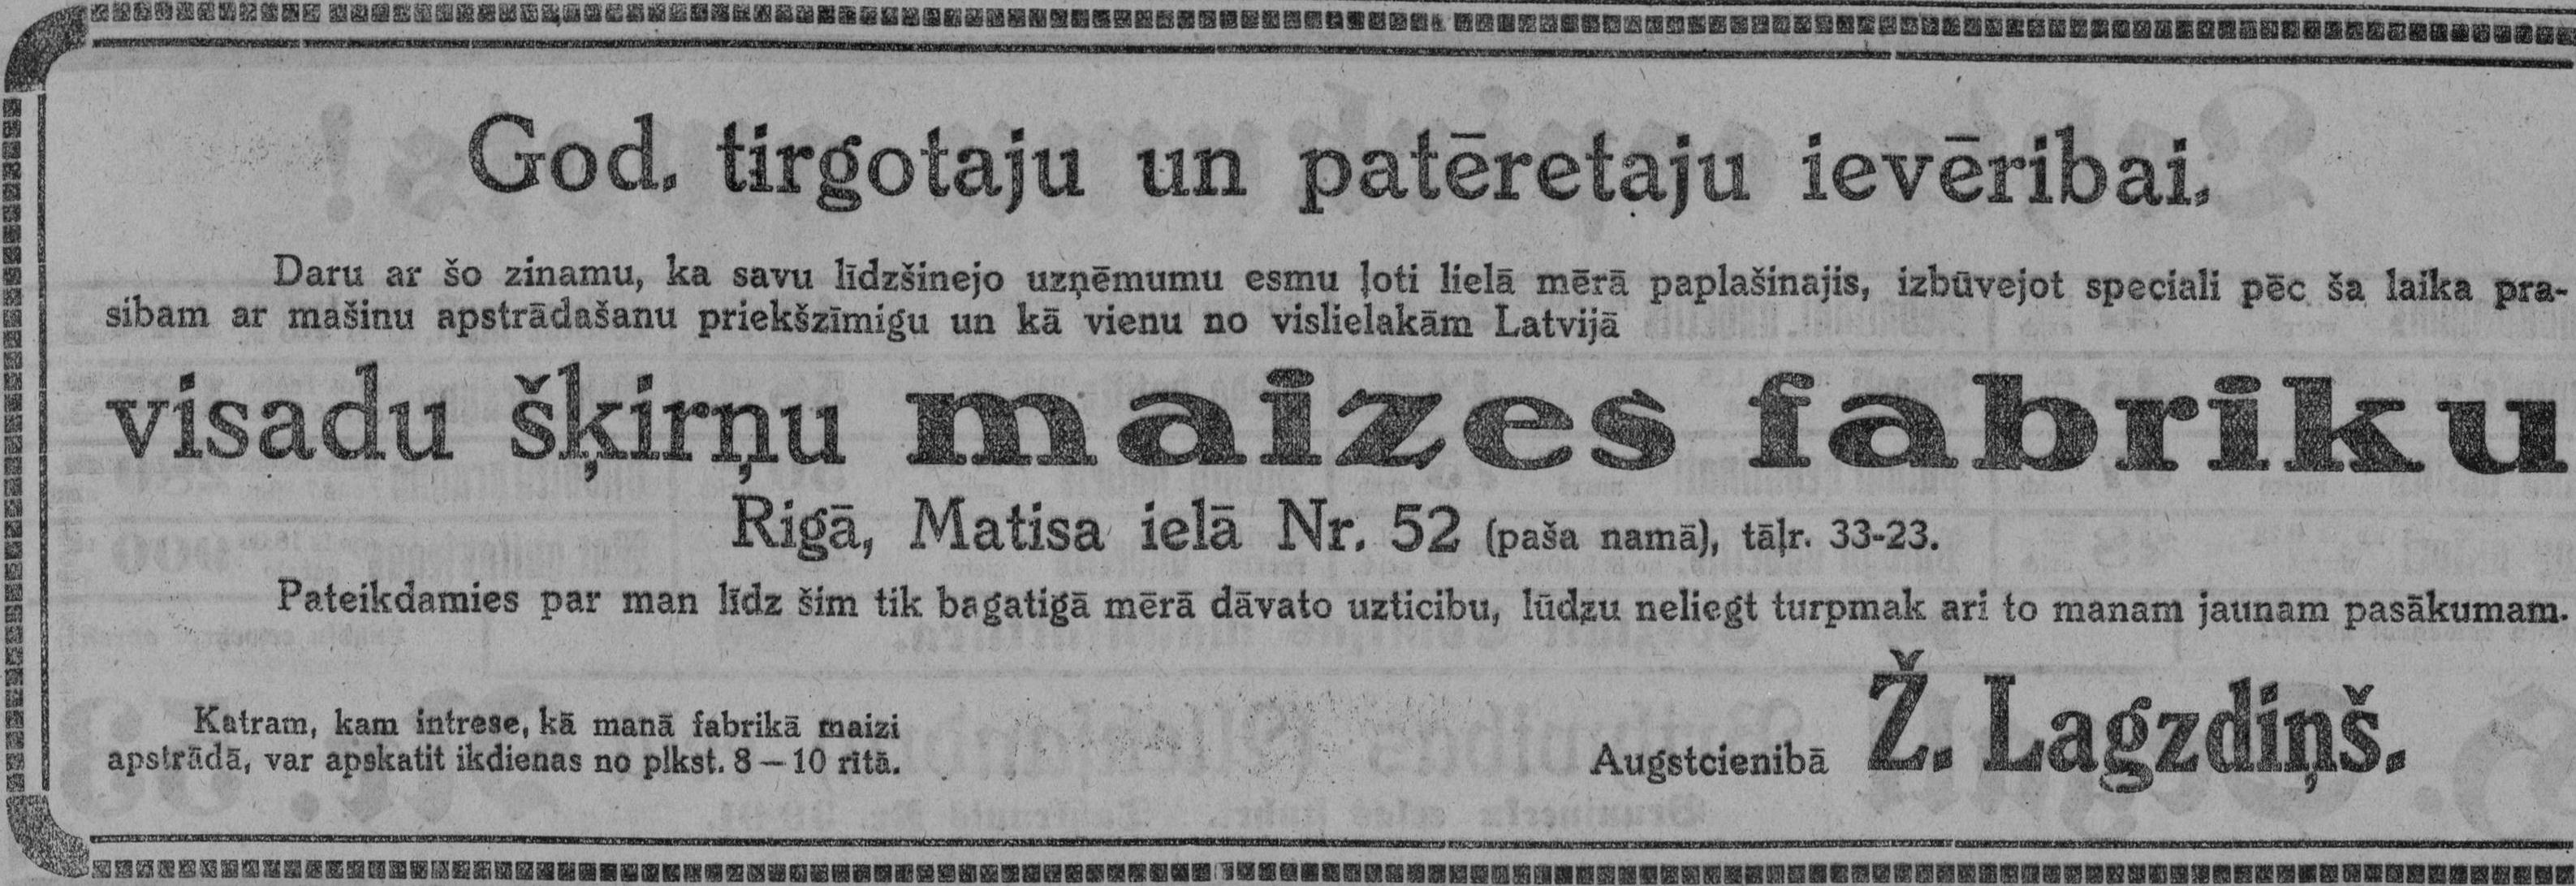 God. tirgotaju un patēretaju ievēribai.
Daru ar šo zinamu, ka savu līdzšinejo uzņēmumu esmu ļoti lielā mērā paplašinajis, izbūvejot speciali pēc ša laika pra-
sibam ar mašinu apstrādašanu priekšzīmigu un kā vienu no vislielakām Latvijā
visadu šķirņu maizes fabriku
Rigā, Matisa ielā Nr. 52 (paša namā), tāļr. 33-23.
Pateikdamies par man līdz šim tik bagatigā mērā dāvato uzticibu, lūdzu neliegt turpmak ari to manam jaunam pasākumam.
Katram, kam intrese, kā manā fabrikā maizi
apstrādā, var apskatit ikdienas no plkst. 8 — 10 rītā.
Augstcienibā Ž. Lagzdiņš.